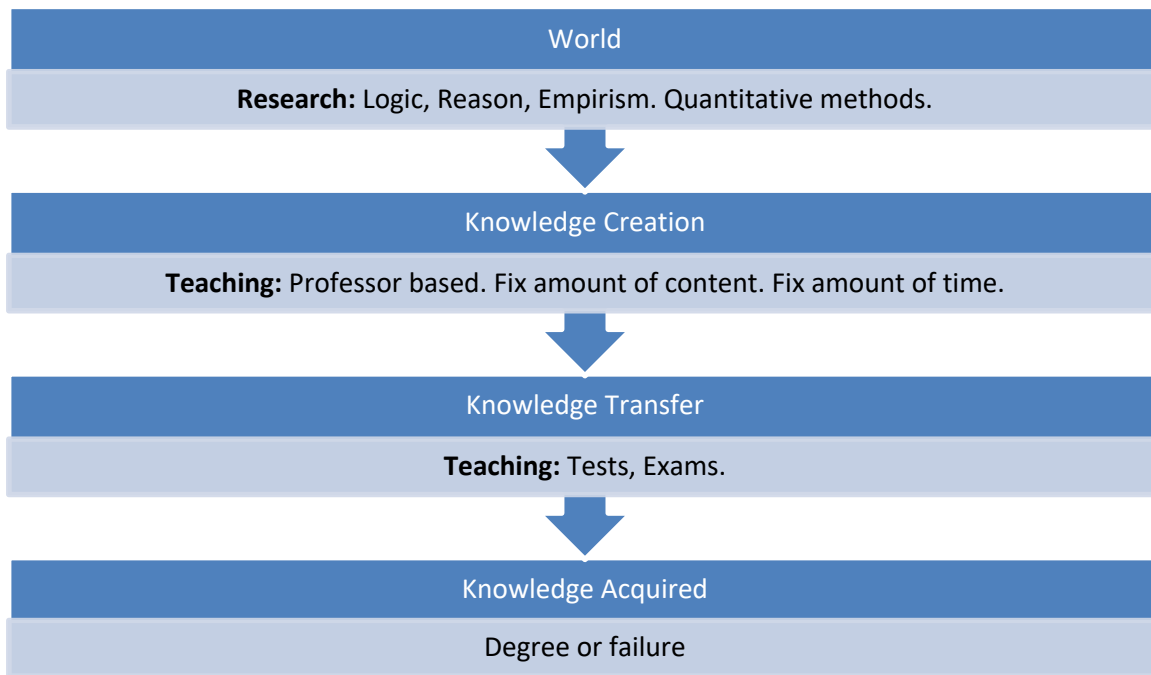 World
Research: Logic, Reason, Empirism. Quantitative methods.
Knowledge Creation
Teaching: Professor based. Fix amount of content. Fix amount of time.
Knowledge Transfer
Teaching: Tests, Exams.
Knowledge Acquired
Degree or failure